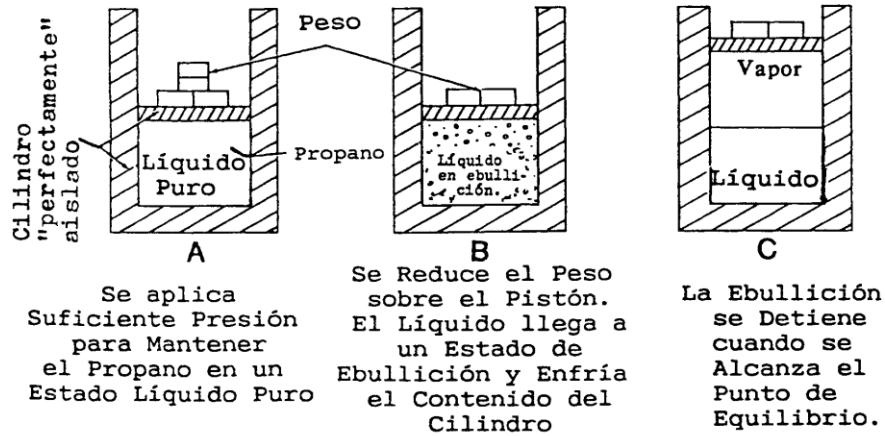 Peso
Cilindro
"perfectamente"
aislado
Líquido
Puro
Propano
A
Líquido
en ebulli-
ción.
B
Vapor
Líquido
C
Se aplica
Suficiente Presión
para Mantener
el Propano en un
Estado Líquido Puro
Se Reduce el Peso
sobre el Pistón.
El Líquido llega a
un Estado de
Ebullición y Enfría
el Contenido del
Cilindro
La Ebullición
se Detiene
cuando se
Alcanza el
Punto de
Equilibrio.